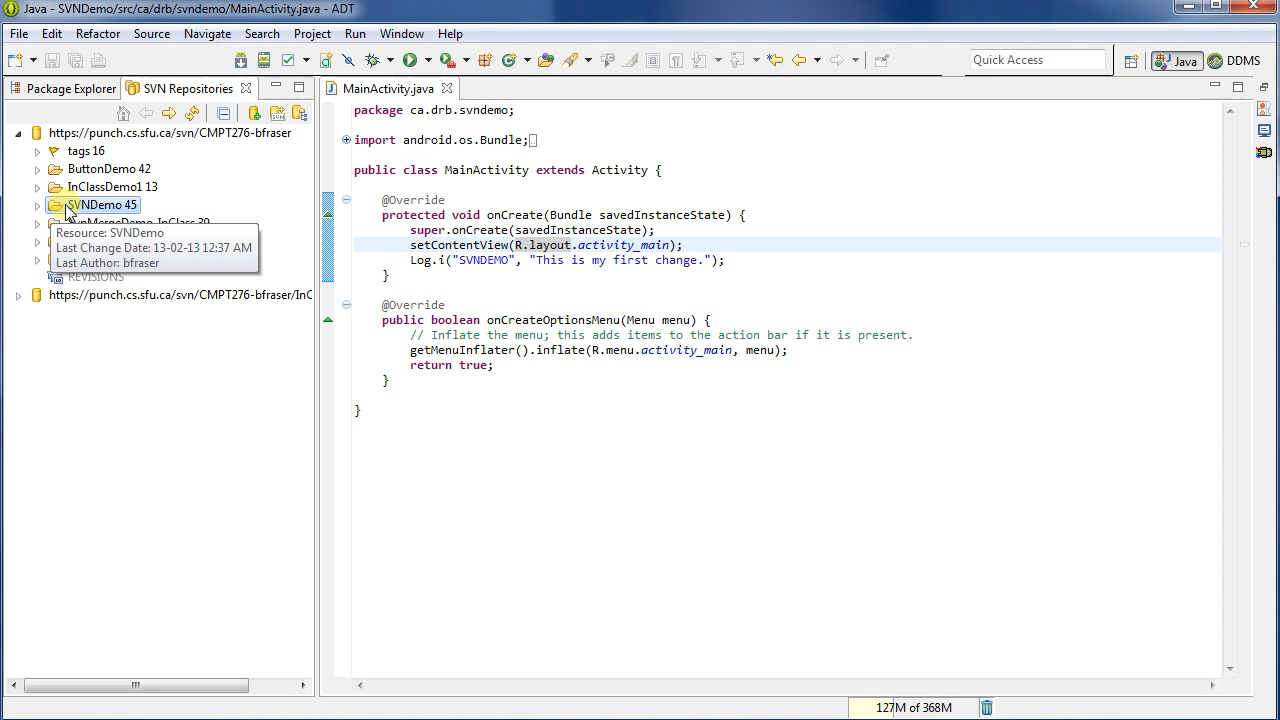 Java - SVNDemo/src/ca/drb/svndemo/MainActivity.java - ADT
File Edit Refactor Source Navigate Search Project Run Window Help
Quick Access
Java
DDMS
Package Explorer
SVN Repositories
https://punch.cs.sfu.ca/svn/CMPT276-bfraser
tags 16
ButtonDemo 42
InClassDemo1 13
SVNDemo 45
SvnMergeDemo_InClass 39
Resource: SVNDemo
Last Change Date: 13-02-13 12:37 AM
Last Author: bfraser
REVISIONS
https://punch.cs.sfu.ca/svn/CMPT276-bfraser/InC
MainActivity.java
package ca.drb.svndemo;
import android.os.Bundle;
public class MainActivity extends Activity {
@Override
protected void onCreate(Bundle savedInstanceState) {
super.onCreate(savedInstanceState);
setContentView(R.layout.activity_main);
Log.i("SVNDEMO", "This is my first change.");
}
@Override
public boolean onCreateOptionsMenu(Menu menu) {
// Inflate the menu; this adds items to the action bar if it is present.
getMenuInflater().inflate(R.menu.activity_main, menu);
return true;
}
}
127M of 368M